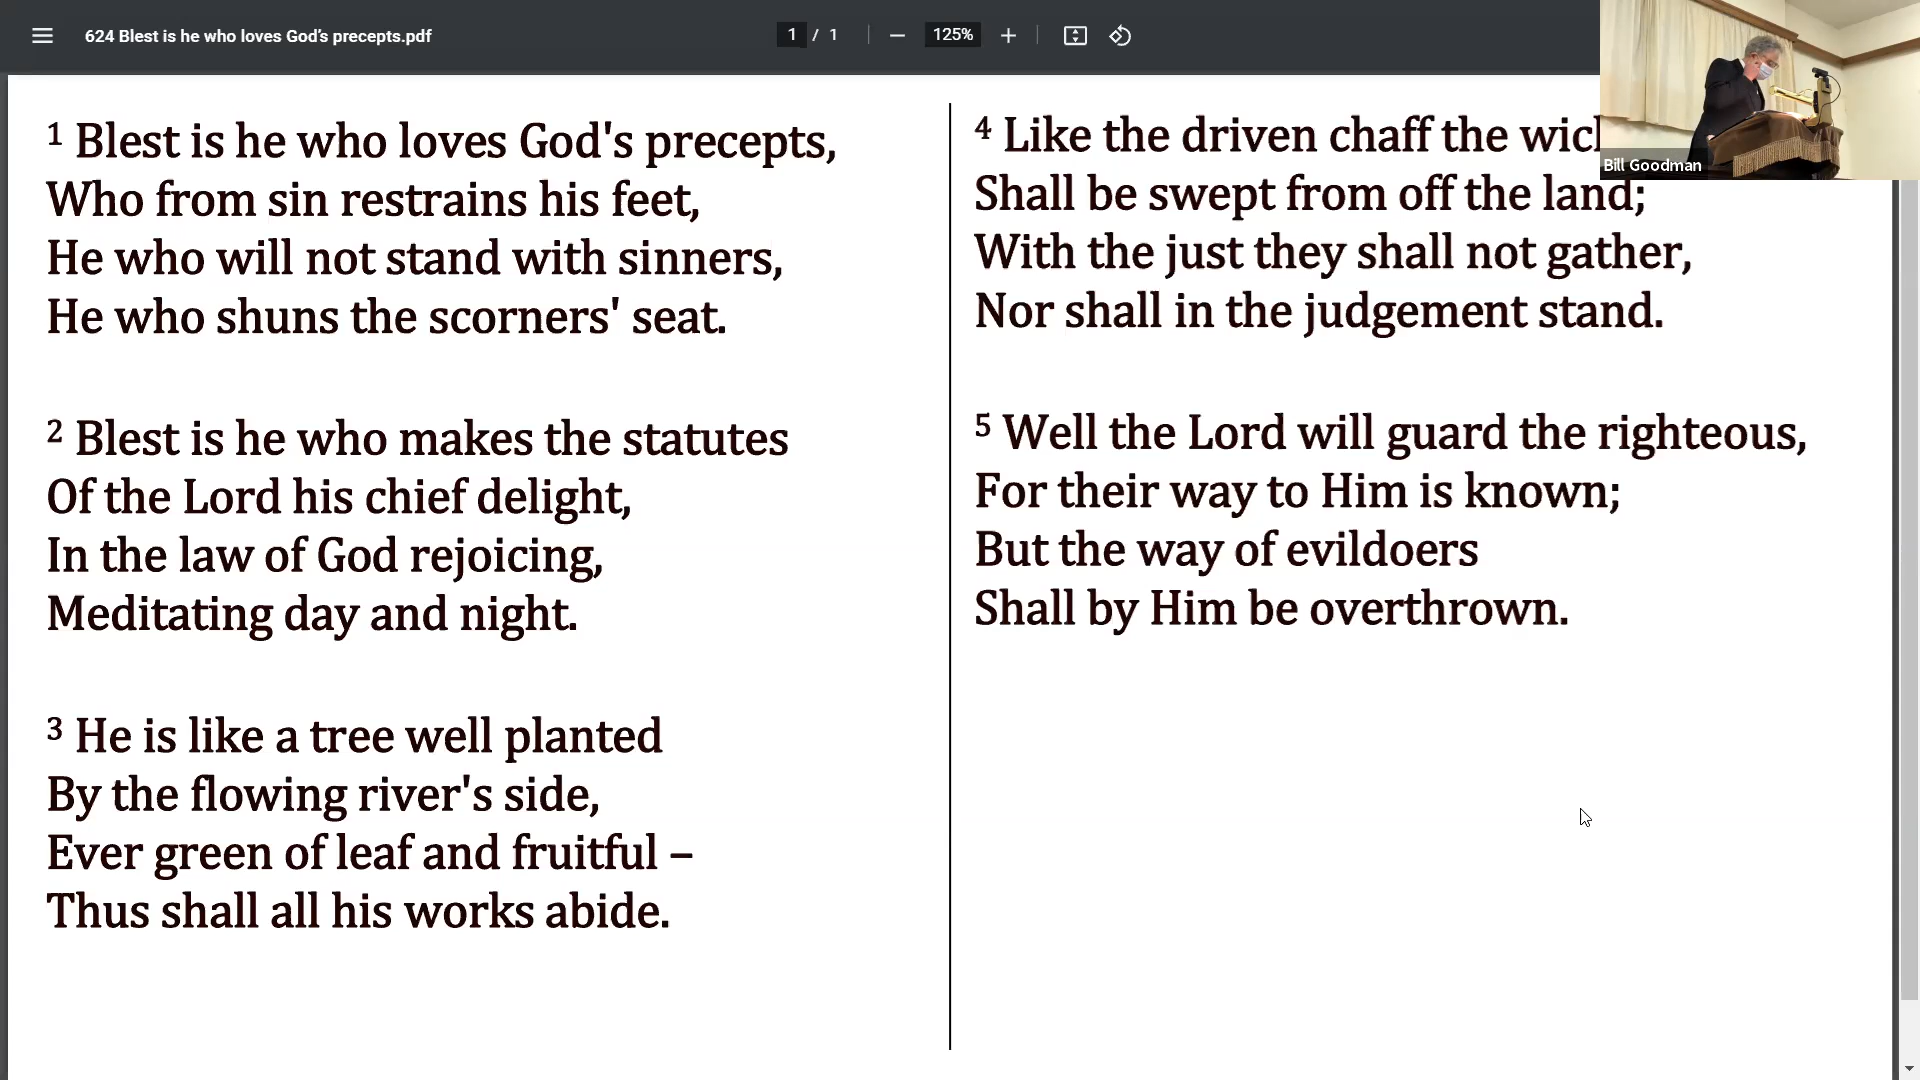 624 Blest is he who loves God’s precepts.pdf
1 / 1
125%
Bill Goodman
1 Blest is he who loves God's precepts,
Who from sin restrains his feet,
He who will not stand with sinners,
He who shuns the scorners' seat.
2 Blest is he who makes the statutes
Of the Lord his chief delight,
In the law of God rejoicing,
Meditating day and night.
3 He is like a tree well planted
By the flowing river's side,
Ever green of leaf and fruitful –
Thus shall all his works abide.
4 Like the driven chaff the
Shall be swept from off the land;
With the just they shall not gather,
Nor shall in the judgement stand.
5 Well the Lord will guard the righteous,
For their way to Him is known;
But the way of evildoers
Shall by Him be overthrown.